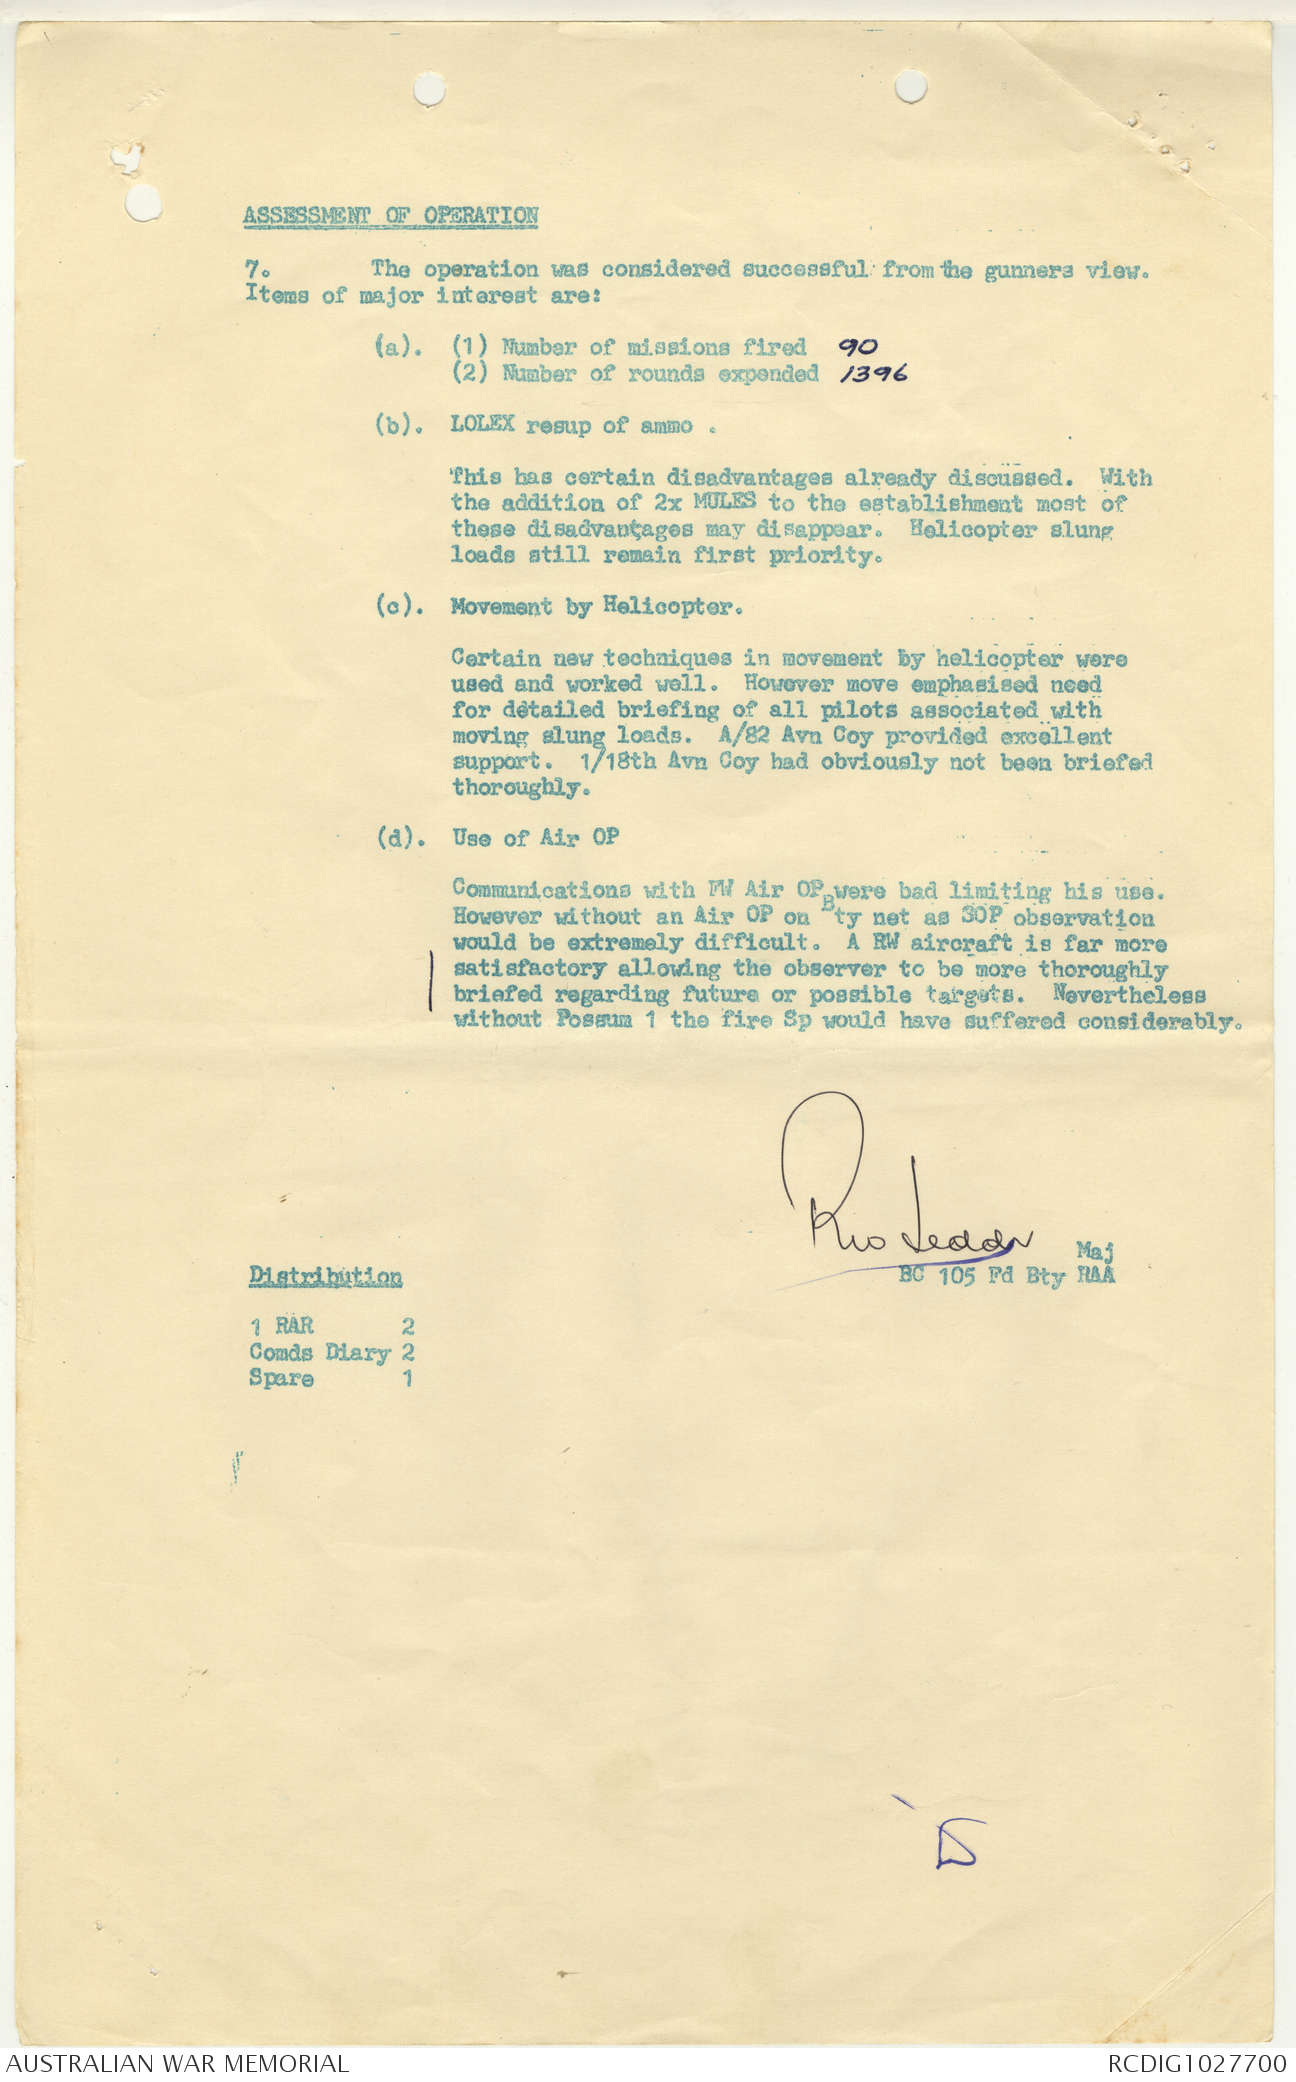 ASSESSMENT OF OPERATION
7. The operation was considered successful from the gunners view.
Items of major interest are:
(a). (1) Number of missions fired 90
(2) Number of rounds expended 1396
(b). LOLEX resup of ammo .
This has certain disadvantages already discussed. With
the addition of 2x MULES to the establishment most of
these disadvantages may disappear. Helicopter slung
loads still remain first priority.
(c). Movement by Helicopter.
Certain new techniques in movement by helicopter were
used and worked well. However move emphasised need
for detailed briefing of all pilots associated with
moving slung loads. A/82 Avn Coy provided excellent
support. 1/18th Avn Coy had obviously not been briefed
thoroughly.
(d). Use of Air OP
Communications with FW Air OP were bad limiting his use.
However without an Air OP on Bty net as SOP observation
would be extremely difficult. A RW aircraft is far more
satisfactory allowing the observer to be more thoroughly
briefed regarding future or possible targets. Nevertheless
without Possum 1 the fire Sp would have suffered considerably.
Maj
BC 105 Fd Bty RAA
Distribution
1 RAR 2
Comds Diary 2
Spare 1
AUSTRALIAN WAR MEMORIAL
RCDIG1027700